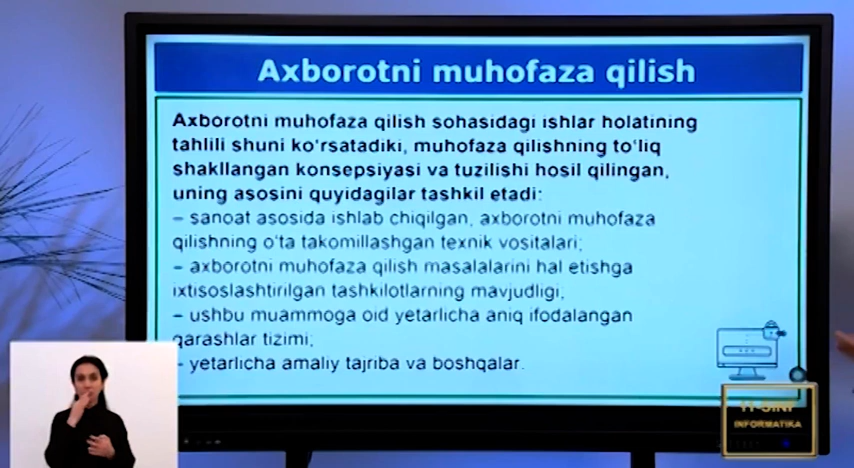 Axborotni muhofaza qilish
Axborotni muhofaza qilish sohasidagi ishlar holatining
tahlili shuni ko'rsatadiki, muhofaza qilishning to'liq
shakllangan konsepsiyasi va tuzilishi hosil qilingan,
uning asosini quyidagilar tashkil etadi:
– sanoat asosida ishlab chiqilgan, axborotni muhofaza
qilishning o'ta takomillashgan texnik vositalari;
– axborotni muhofaza qilish masalalarini hal etishga
ixtisoslashtirilgan tashkilotlarning mavjudligi;
– ushbu muammoga oid yetarlicha aniq ifodalangan
qarashlar tizimi;
- yetarlicha amaliy tajriba va boshqalar.
11-SINF
INFORMATIKA